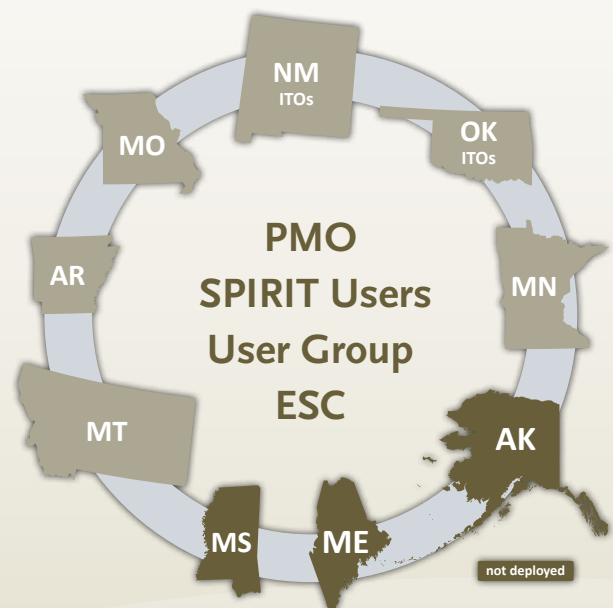 NM
ITOs
OK
ITOs
MO
MN
AR
PMO
SPIRIT Users
User Group
ESC
MT
AK
MS
ME
not deployed